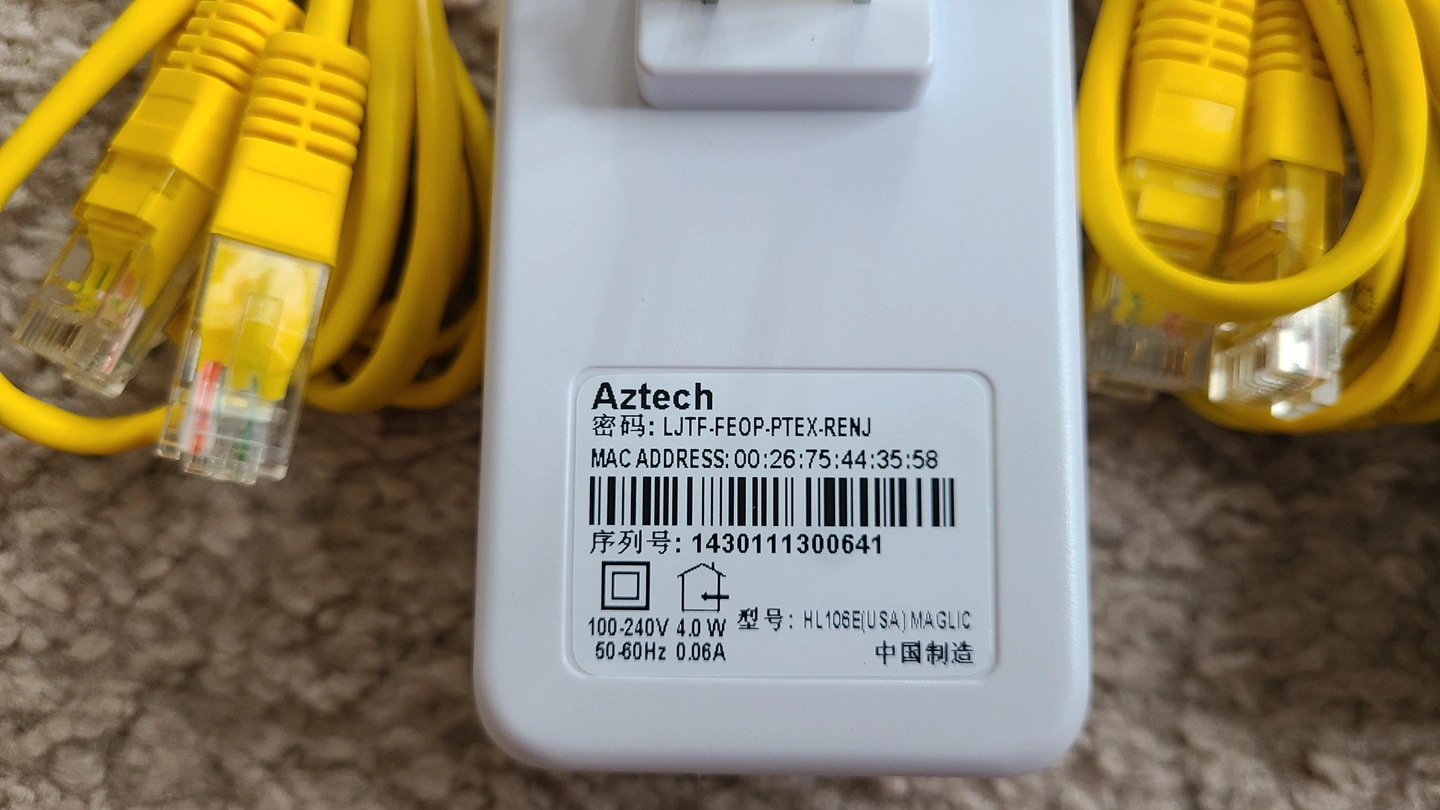 Aztech
密码: LJTF-FEOP-PTEX-RENJ
MAC ADDRESS: 00:26:75:44:35:58
序列号: 1430111300641
100-240V 4.0 W
50-60Hz 0.06A
型号: HL106E(USA) MAGLIC
中国制造